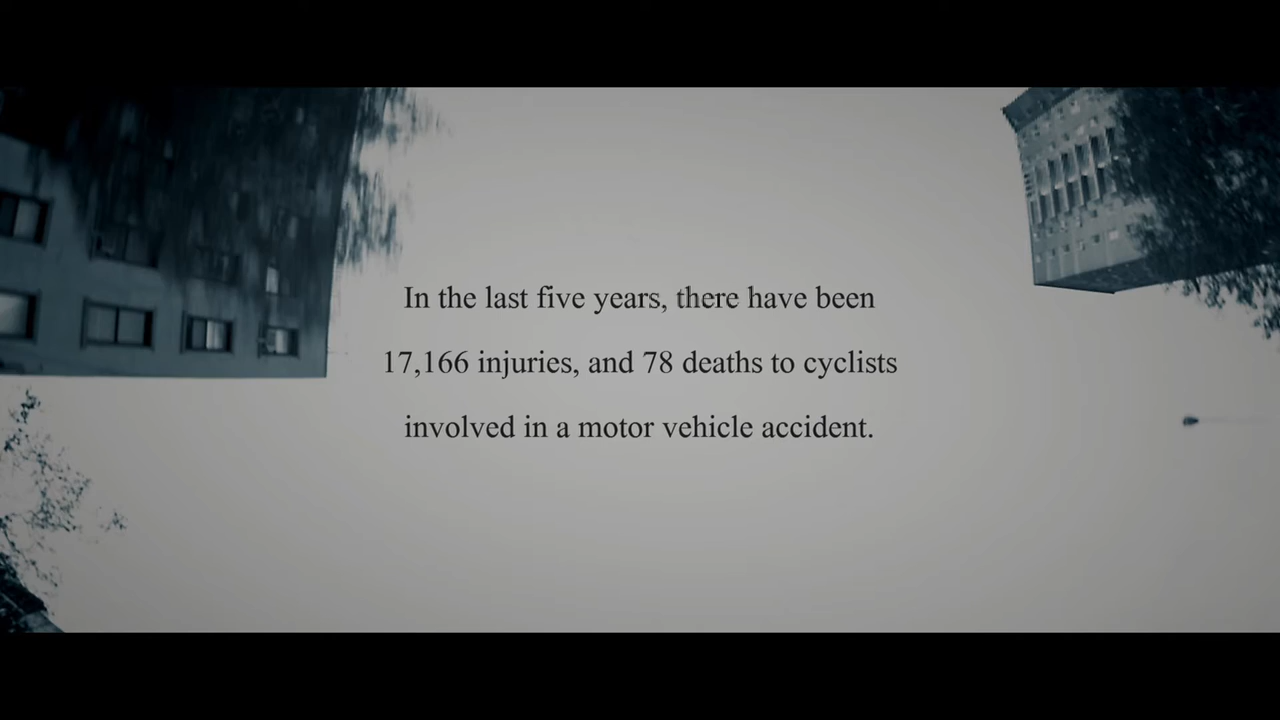 In the last five years, there have been
17,166 injuries, and 78 deaths to cyclists
involved in a motor vehicle accident.